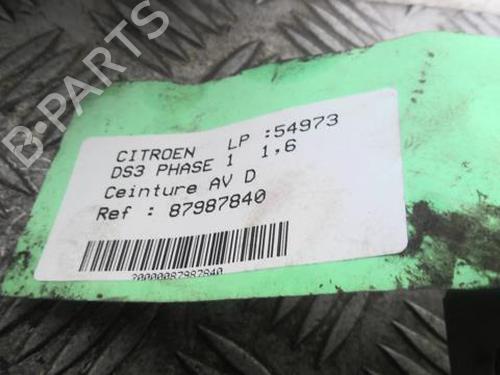 B-PARTS
CITROEN LP :54973
DS3 PHASE 1 1,6
Ceinture AV D
Ref : 87987840
20000087987840